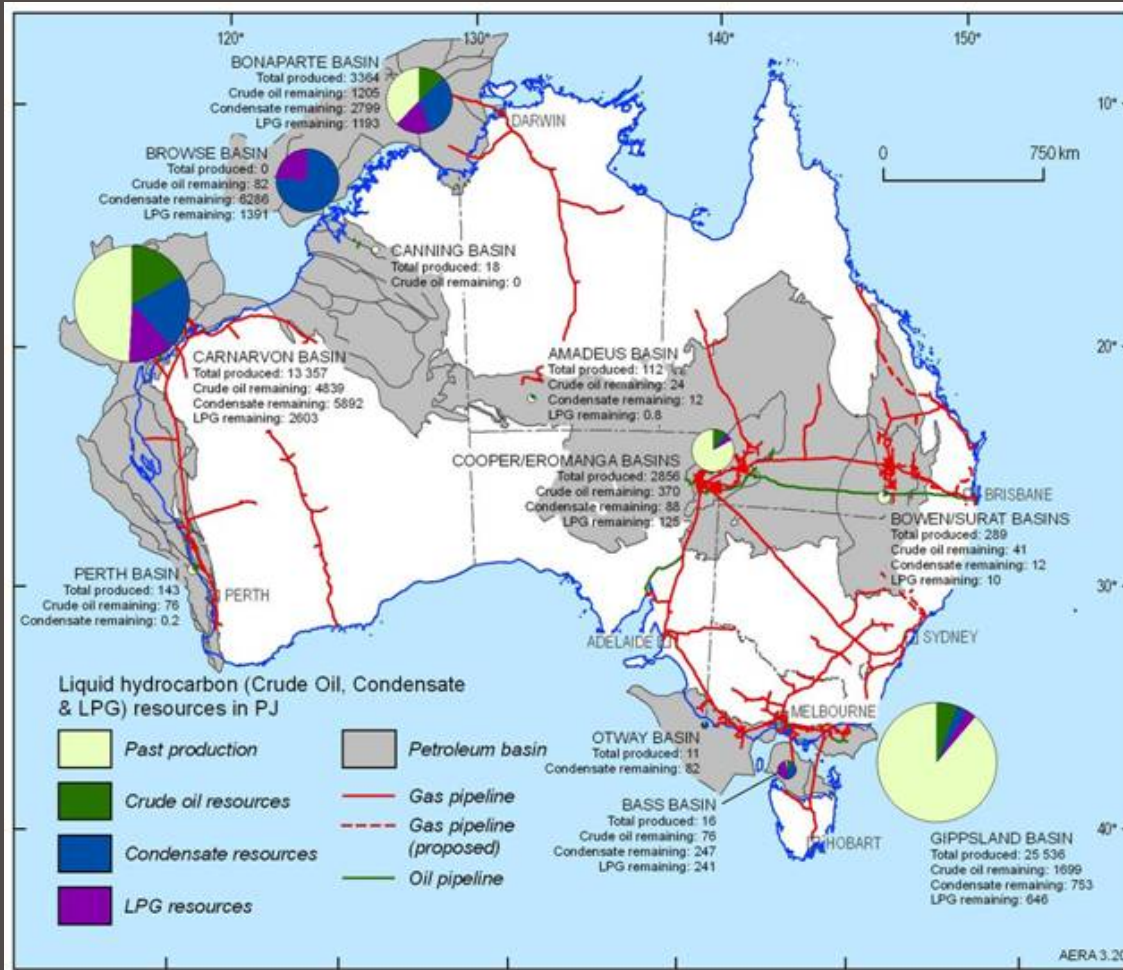 120°
130°
140°
150°
BONAPARTE BASIN
Total produced: 3364
Crude oil remaining: 1205
Condensate remaining: 2799
LPG remaining: 1193
DARWIN
10°
0
750 km
BROWSE BASIN
Total produced: 0
Crude oil remaining: 82
Condensate remaining: 6286
LPG remaining: 1391
CANNING BASIN
Total produced: 18
Crude oil remaining: 0
CARNARVON BASIN
Total produced: 13 357
Crude oil remaining: 4839
Condensate remaining: 5892
LPG remaining: 2603
AMADEUS BASIN
Total produced: 112
Crude oil remaining: 24
Condensate remaining: 12
LPG remaining: 0.8
20°
COOPER/EROMANGA BASINS
Total produced: 2856
Crude oil remaining: 370
Condensate remaining: 88
LPG remaining: 125
BRISBANE
BOWEN/SURAT BASINS
Total produced: 289
Crude oil remaining: 41
Condensate remaining: 12
LPG remaining: 10
PERTH BASIN
Total produced: 143
Crude oil remaining: 76
Condensate remaining: 0.2
PERTH
30°
ADELAIDE
SYDNEY
Liquid hydrocarbon (Crude Oil, Condensate
& LPG) resources in PJ
Past production
Crude oil resources
Condensate resources
LPG resources
Petroleum basin
Gas pipeline
Gas pipeline
(proposed)
Oil pipeline
MELBOURNE
OTWAY BASIN
Total produced: 11
Condensate remaining: 82
BASS BASIN
Total produced: 16
Crude oil remaining: 76
Condensate remaining: 247
LPG remaining: 241
HOBART
40°
GIPPSLAND BASIN
Total produced: 25 536
Crude oil remaining: 1699
Condensate remaining: 753
LPG remaining: 646
AERA 3.20